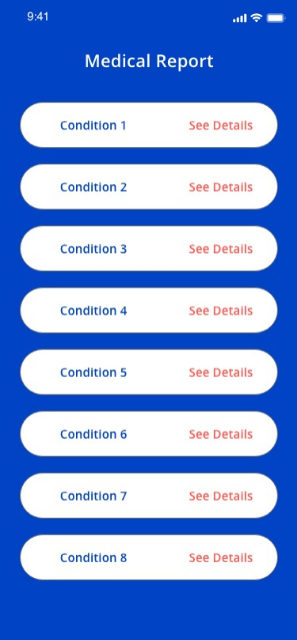 9:41
Medical Report
Condition 1 See Details
Condition 2 See Details
Condition 3 See Details
Condition 4 See Details
Condition 5 See Details
Condition 6 See Details
Condition 7 See Details
Condition 8 See Details